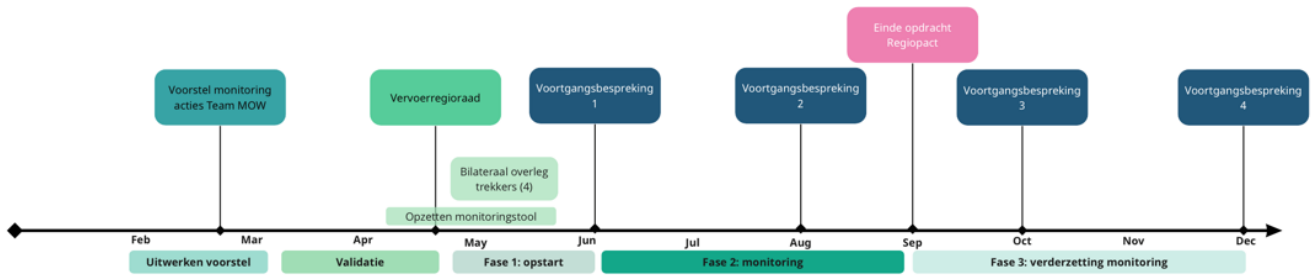 Einde opdracht
Regiopact
Voorstel monitoring
acties Team MOW
Vervoerregioraad
Voortgangsbespreking
1
Voortgangsbespreking
2
Voortgangsbespreking
3
Voortgangsbespreking
4
Bilateraal overleg
trekkers (4)
Opzetten monitoringstool
Feb
Mar
Apr
May
Jun
Jul
Aug
Sep
Oct
Nov
Dec
Uitwerken voorstel
Validatie
Fase 1: opstart
Fase 2: monitoring
Fase 3: verderzetting monitoring